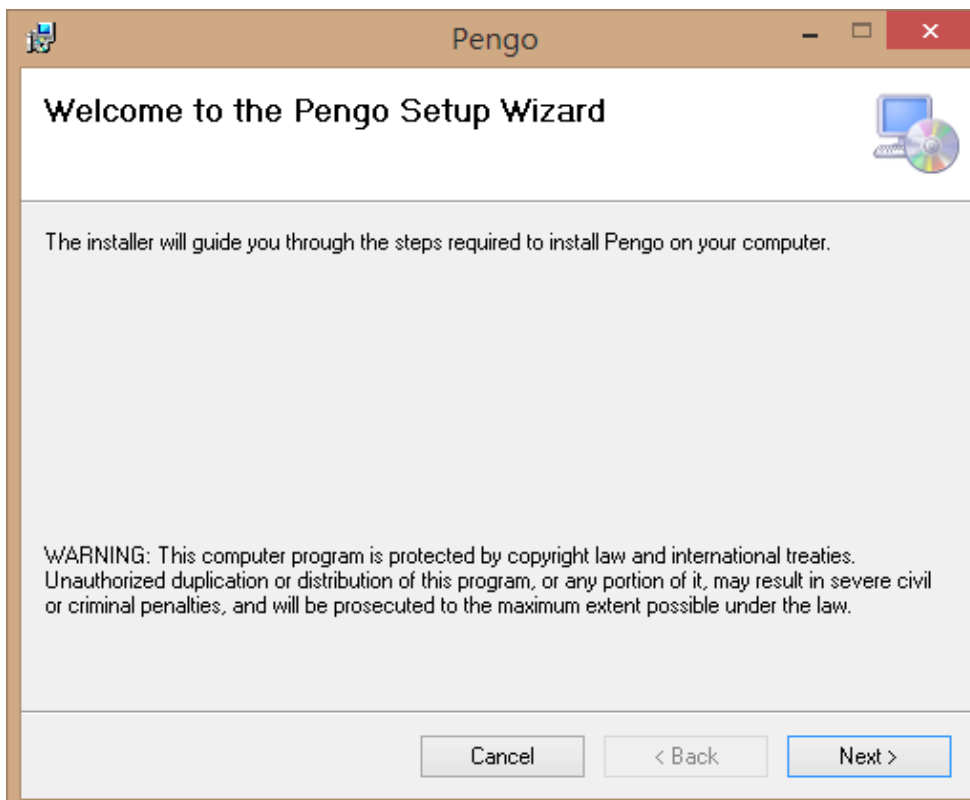 Pengo
Welcome to the Pengo Setup Wizard
The installer will guide you through the steps required to install Pengo on your computer.
WARNING: This computer program is protected by copyright law and international treaties.
Unauthorized duplication or distribution of this program, or any portion of it, may result in severe civil
or criminal penalties, and will be prosecuted to the maximum extent possible under the law.
Cancel < Back Next >